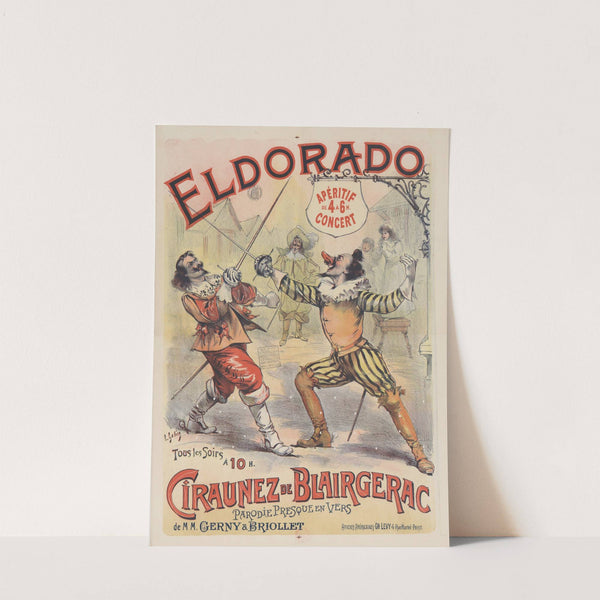 ELDORADO
APÉRITIF
DE 4 À 6 H.
CONCERT
Tous les Soirs
À 10 H.
CIRAUNEZ DE BLAIRGERAC
PARODIE PRESQUE EN VERS
de M.M. GERNY & BRIOLLET